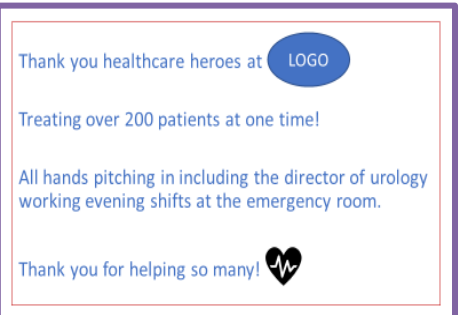 Thank you healthcare heroes at LOGO
Treating over 200 patients at one time!
All hands pitching in including the director of urology
working evening shifts at the emergency room.
Thank you for helping so many!